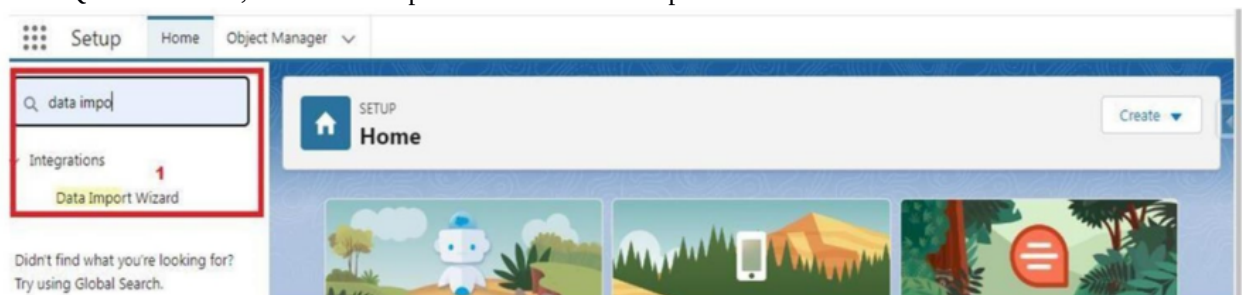 Setup Home Object Manager
data impo
SETUP
Home
Create
Integrations
1
Data Import Wizard
Didn't find what you're looking for?
Try using Global Search.